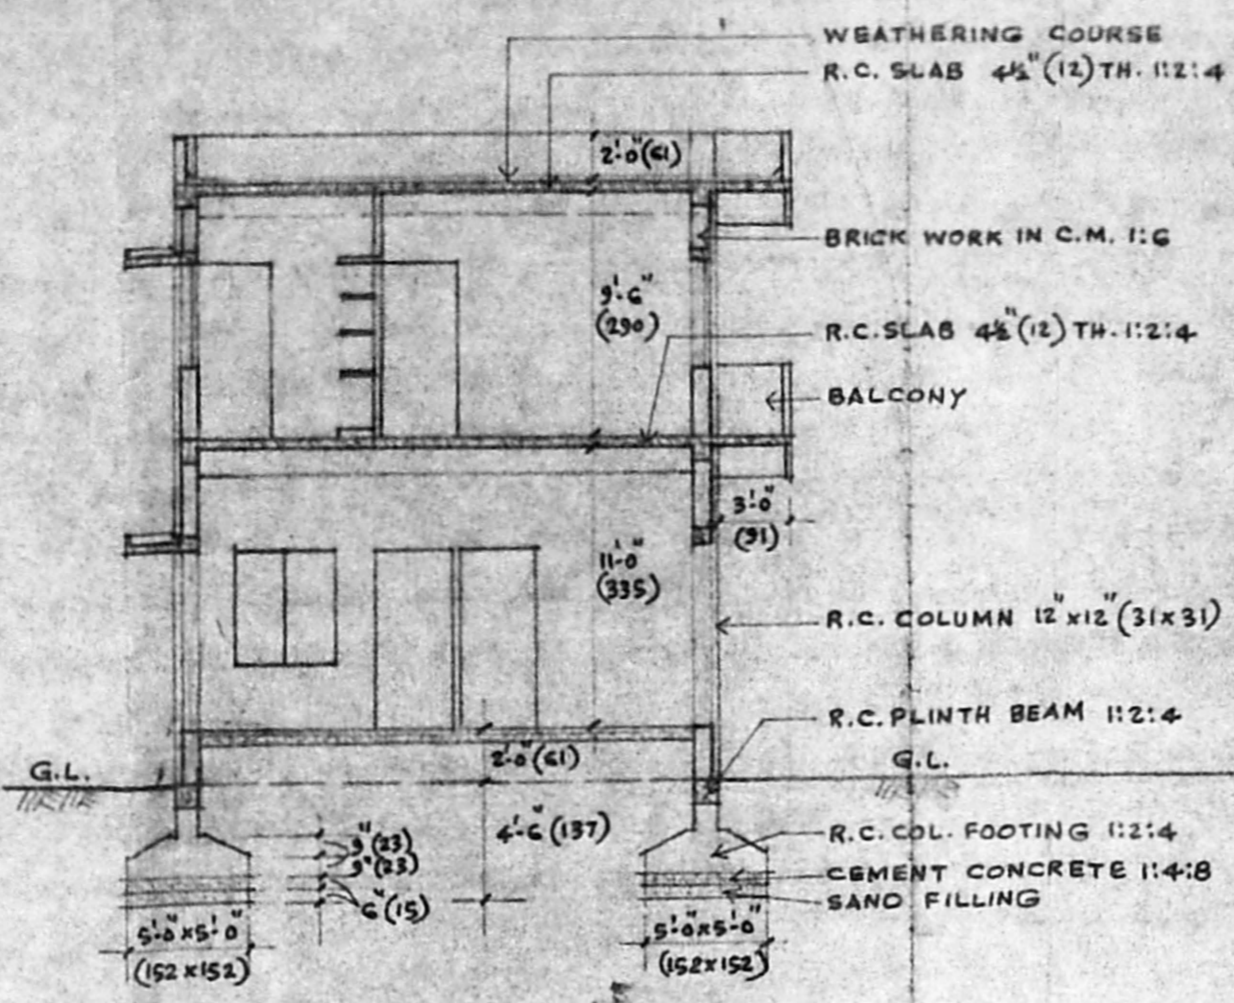 WEATHERING COURSE
R.C. SLAB 4½"(12)TH. 1:2:4
2'-0"(61)
BRICK WORK IN C.M. 1:6
9'-6"
(290)
R.C. SLAB 4½"(12) TH. 1:2:4
BALCONY
3'-0"
(91)
11'-0"
(335)
R.C. COLUMN 12"x12"(31x31)
R.C. PLINTH BEAM 1:2:4
2'-0"(61)
G.L.
G.L.
4'-6"(137)
R.C. COL. FOOTING 1:2:4
9"(23)
9"(23)
CEMENT CONCRETE 1:4:8
SAND FILLING
6"(15)
5'-0"x5'-0"
(152x152)
5'-0"x5'-0"
(152x152)